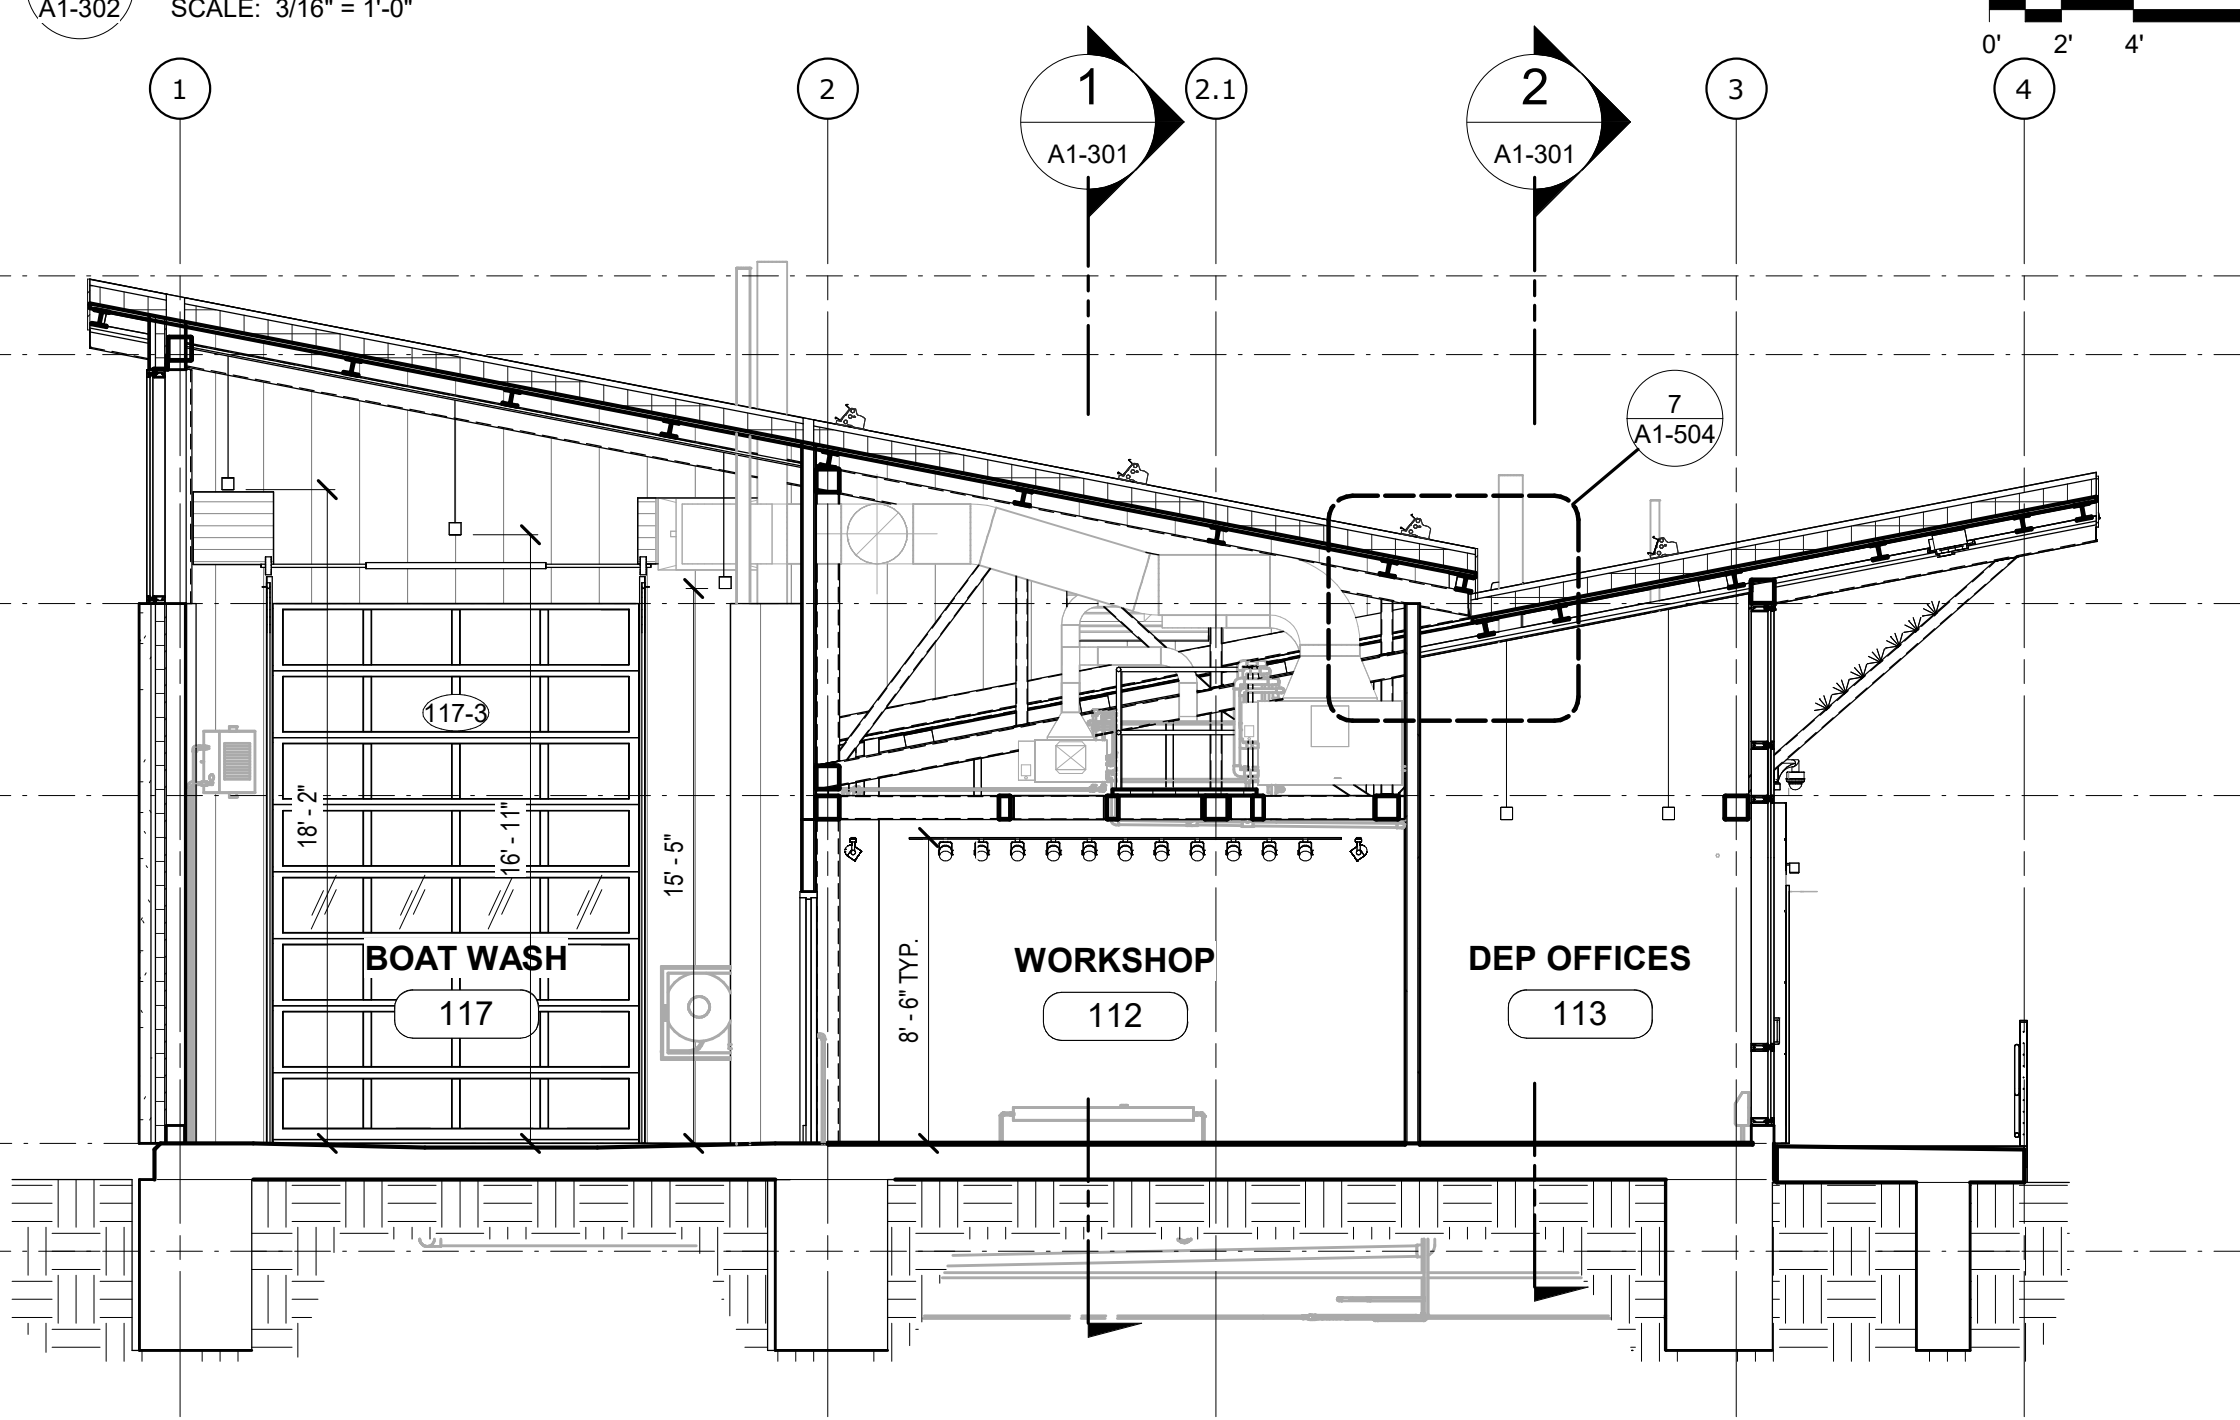 A1-302
SCALE: 3/16" = 1'-0"
0' 2' 4'
1
2
1
A1-301
2.1
2
A1-301
3
4
7
A1-504
117-3
18' - 2"
16' - 11"
15' - 5"
8' - 6" TYP.
BOAT WASH
117
WORKSHOP
112
DEP OFFICES
113